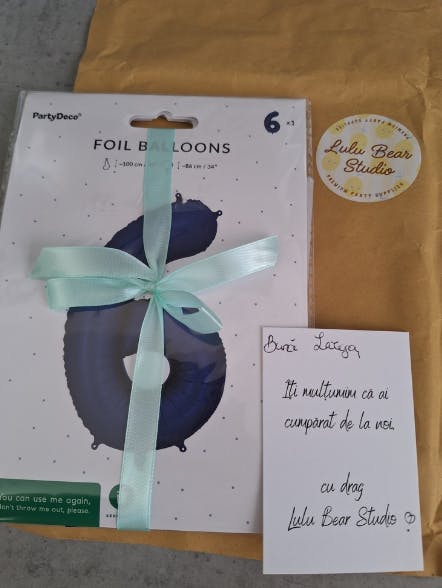 PartyDeco®
6 x1
FOIL BALLOONS
~100 cm
~86 cm / 34"
Lulu Bear
Studio
PREMIUM PARTY SUPPLIES
Bună
Îți mulțumim că ai
cumpărat de la noi.
cu drag
Lulu Bear Studio
You can use me again,
don't throw me out, please.